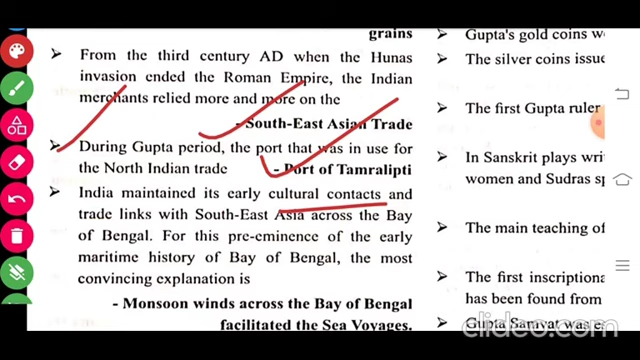 grains
From the third century AD when the Hunas
invasion ended the Roman Empire, the Indian
merchants relied more and more on the
- South-East Asian Trade
During Gupta period, the port that was in use for
the North Indian trade - Port of Tamralipti
India maintained its early cultural contacts and
trade links with South-East Asia across the Bay
of Bengal. For this pre-eminence of the early
maritime history of Bay of Bengal, the most
convincing explanation is
- Monsoon winds across the Bay of Bengal
facilitated the Sea Voyages.
Gupta's gold coins
The silver coins
The first Gupta ruler
In Sanskrit plays
women and Sudras
The main teaching of
The first
has been found from
Gupta Samvat was
clideo.com